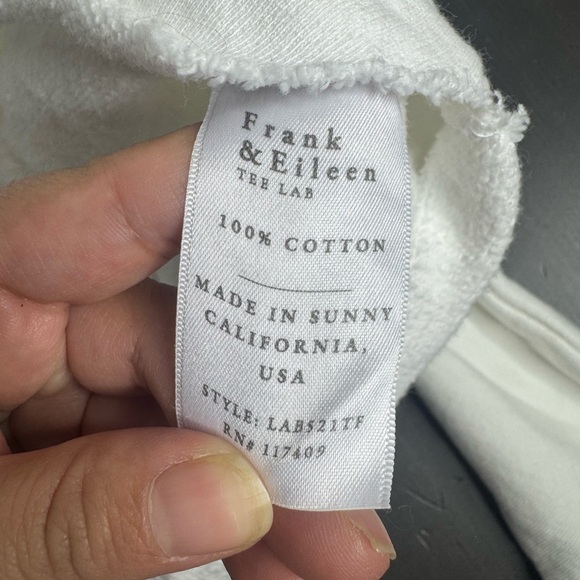 Frank
& Eileen
TEE LAB
100% COTTON
MADE IN SUNNY
CALIFORNIA,
USA
STYLE: LAB521TF
RN# 117409